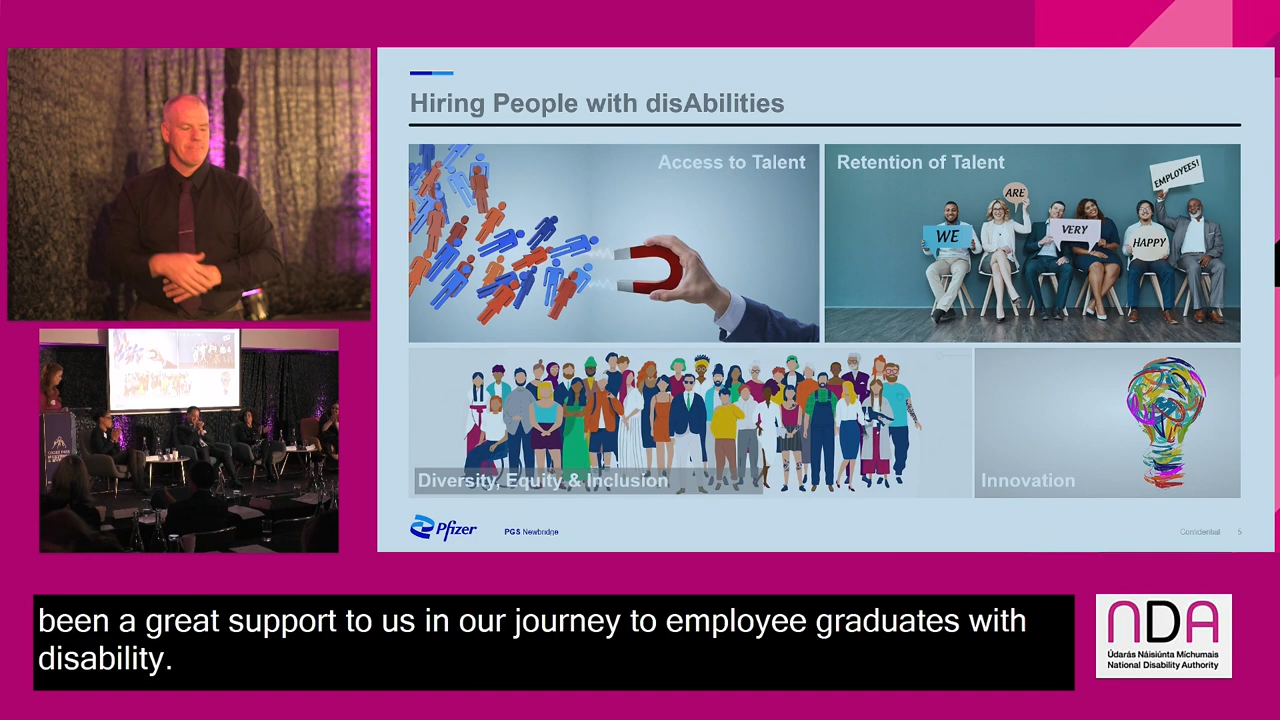 Hiring People with disAbilities
Access to Talent
Retention of Talent
WE
ARE
VERY
HAPPY
EMPLOYEES!
Diversity, Equity & Inclusion
Innovation
Pfizer
PGS Newbridge
Confidential 5
been a great support to us in our journey to employee graduates with
disability.
NDA
Údarás Náisiúnta Míchumais
National Disability Authority